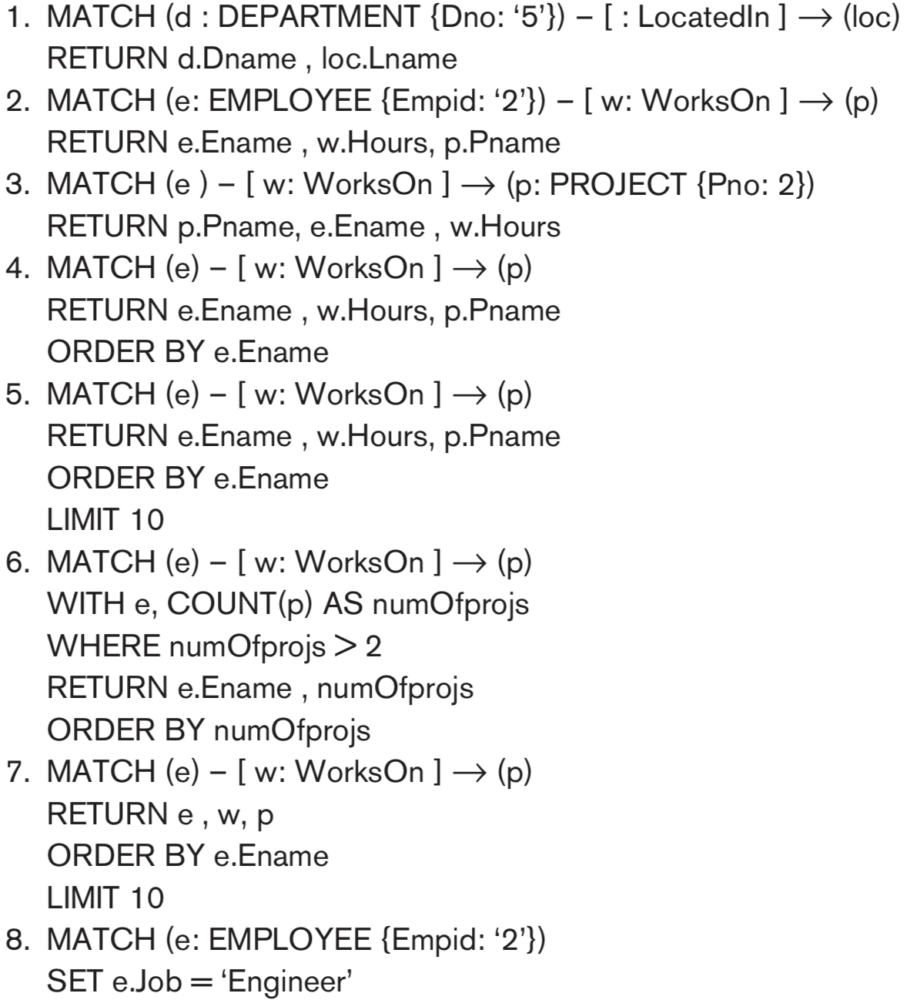 1. MATCH (d : DEPARTMENT {Dno: ‘5’}) – [ : LocatedIn ] → (loc)
RETURN d.Dname , loc.Lname
2. MATCH (e: EMPLOYEE {Empid: ‘2’}) – [ w: WorksOn ] → (p)
RETURN e.Ename , w.Hours, p.Pname
3. MATCH (e ) – [ w: WorksOn ] → (p: PROJECT {Pno: 2})
RETURN p.Pname, e.Ename , w.Hours
4. MATCH (e) – [ w: WorksOn ] → (p)
RETURN e.Ename , w.Hours, p.Pname
ORDER BY e.Ename
5. MATCH (e) – [ w: WorksOn ] → (p)
RETURN e.Ename , w.Hours, p.Pname
ORDER BY e.Ename
LIMIT 10
6. MATCH (e) – [ w: WorksOn ] → (p)
WITH e, COUNT(p) AS numOfprojs
WHERE numOfprojs > 2
RETURN e.Ename , numOfprojs
ORDER BY numOfprojs
7. MATCH (e) – [ w: WorksOn ] → (p)
RETURN e , w, p
ORDER BY e.Ename
LIMIT 10
8. MATCH (e: EMPLOYEE {Empid: ‘2’})
SET e.Job = ‘Engineer’